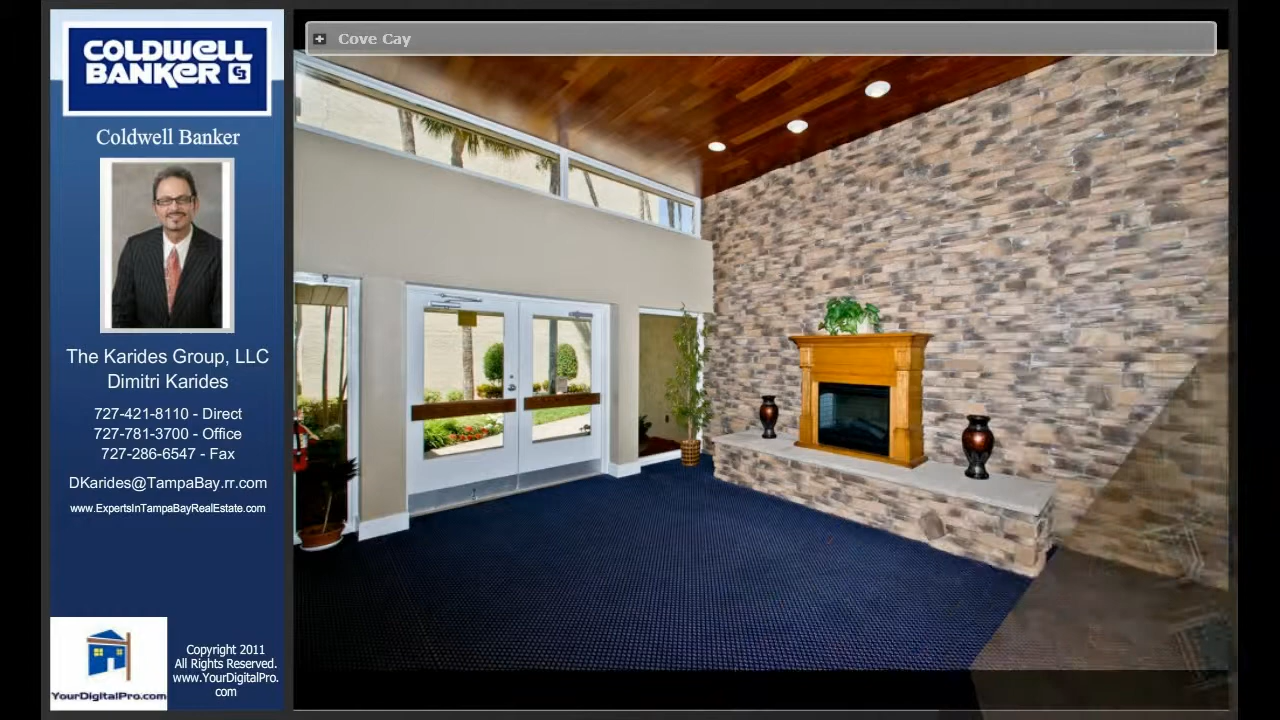 COLDWELL
BANKER CB
Coldwell Banker
The Karides Group, LLC
Dimitri Karides
727-421-8110 - Direct
727-781-3700 - Office
727-286-6547 - Fax
DKarides@TampaBay.rr.com
www.ExpertsInTampaBayRealEstate.com
YourDigitalPro.com
Copyright 2011
All Rights Reserved.
www.YourDigitalPro.
com
Cove Cay